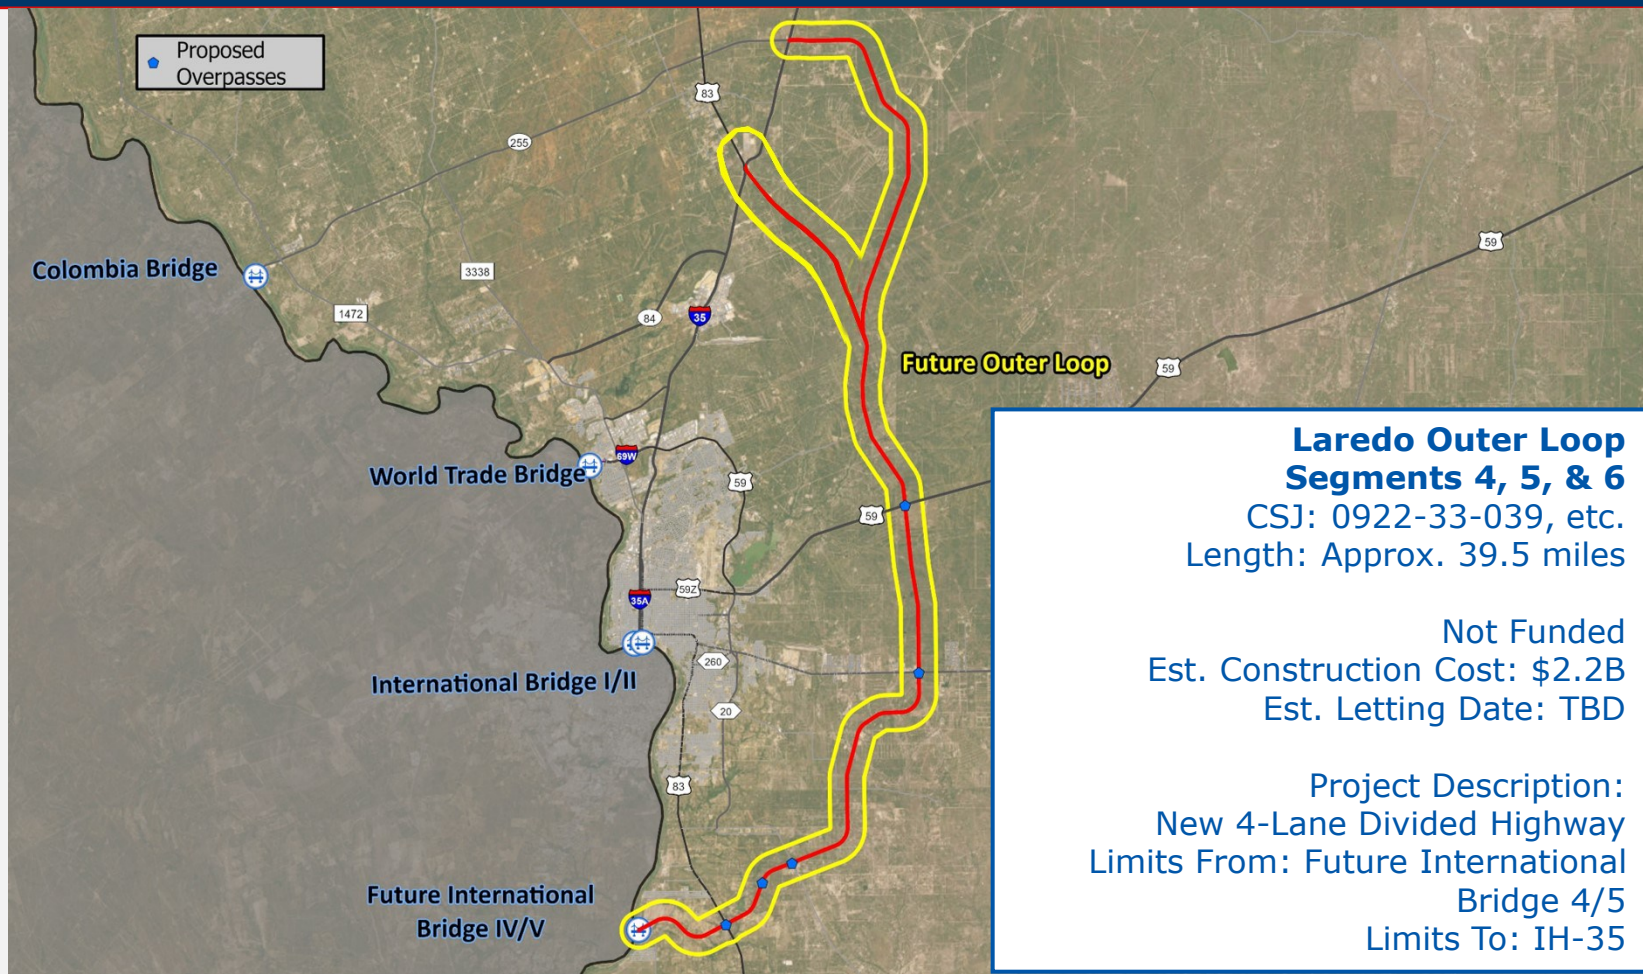 Proposed
Overpasses
83
255
Colombia Bridge
3338
1472
84
35
59
59
Future Outer Loop
69W
World Trade Bridge
59
59
Laredo Outer Loop
Segments 4, 5, & 6
CSJ: 0922-33-039, etc.
Length: Approx. 39.5 miles
Not Funded
Est. Construction Cost: $2.2B
Est. Letting Date: TBD
Project Description:
New 4-Lane Divided Highway
Limits From: Future International
Bridge 4/5
Limits To: IH-35
59Z
35A
260
International Bridge I/II
20
83
Future International
Bridge IV/V